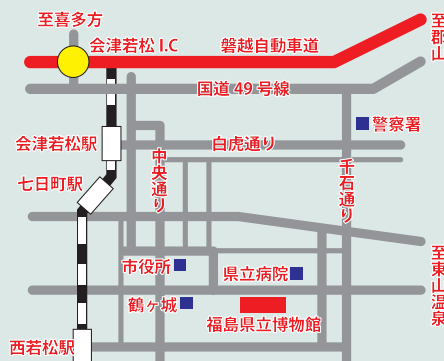 至喜多方
会津若松 I.C
磐越自動車道
至郡山
国道 49 号線
警察署
会津若松駅
白虎通り
中央通り
千石通り
七日町駅
市役所
県立病院
至東山温泉
鶴ヶ城
福島県立博物館
西若松駅